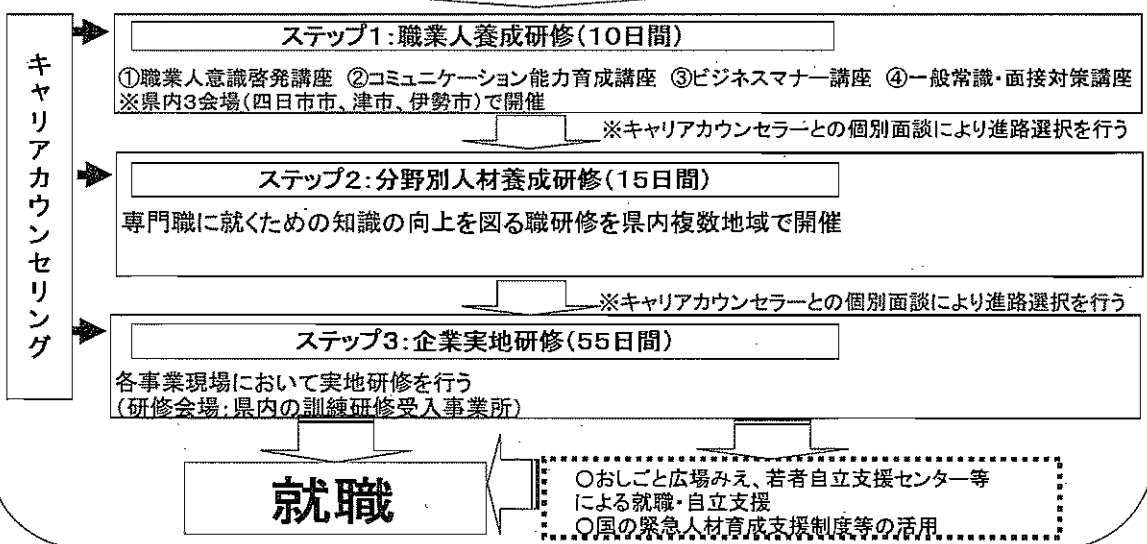 キャリアカウンセリング
ステップ1:職業人養成研修(10日間)
①職業人意識啓発講座 ②コミュニケーション能力育成講座 ③ビジネスマナー講座 ④一般常識・面接対策講座
※県内3会場(四日市市、津市、伊勢市)で開催
※キャリアカウンセラーとの個別面談により進路選択を行う
ステップ2:分野別人材養成研修(15日間)
専門職に就くための知識の向上を図る職研修を県内複数地域で開催
※キャリアカウンセラーとの個別面談により進路選択を行う
ステップ3:企業実地研修(55日間)
各事業現場において実地研修を行う
(研修会場:県内の訓練研修受入事業所)
就職
○おしごと広場みえ、若者自立支援センター等
による就職・自立支援
○国の緊急人材育成支援制度等の活用